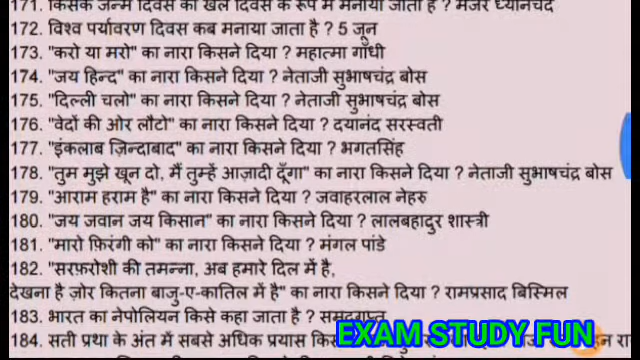 171. किसके जन्म दिवस को खेल दिवस के रूप में मनाया जाता है ? मेजर ध्यानचंद
172. विश्व पर्यावरण दिवस कब मनाया जाता है ? 5 जून
173. "करो या मरो" का नारा किसने दिया ? महात्मा गाँधी
174. "जय हिन्द" का नारा किसने दिया ? नेताजी सुभाषचंद्र बोस
175. "दिल्ली चलो" का नारा किसने दिया ? नेताजी सुभाषचंद्र बोस
176. "वेदों की ओर लौटो" का नारा किसने दिया ? दयानंद सरस्वती
177. "इंकलाब ज़िन्दाबाद" का नारा किसने दिया ? भगतसिंह
178. "तुम मुझे खून दो, मैं तुम्हें आज़ादी दूँगा" का नारा किसने दिया ? नेताजी सुभाषचंद्र बोस
179. "आराम हराम है" का नारा किसने दिया ? जवाहरलाल नेहरु
180. "जय जवान जय किसान" का नारा किसने दिया ? लालबहादुर शास्त्री
181. "मारो फ़िरंगी को" का नारा किसने दिया ? मंगल पांडे
182. "सरफ़रोशी की तमन्ना, अब हमारे दिल में है,
देखना है ज़ोर कितना बाजु-ए-कातिल में है" का नारा किसने दिया ? रामप्रसाद बिस्मिल
183. भारत का नेपोलियन किसे कहा जाता है ? समुद्रगुप्त
184. सती प्रथा के अंत में सबसे अधिक प्रयास
EXAM STUDY FUN